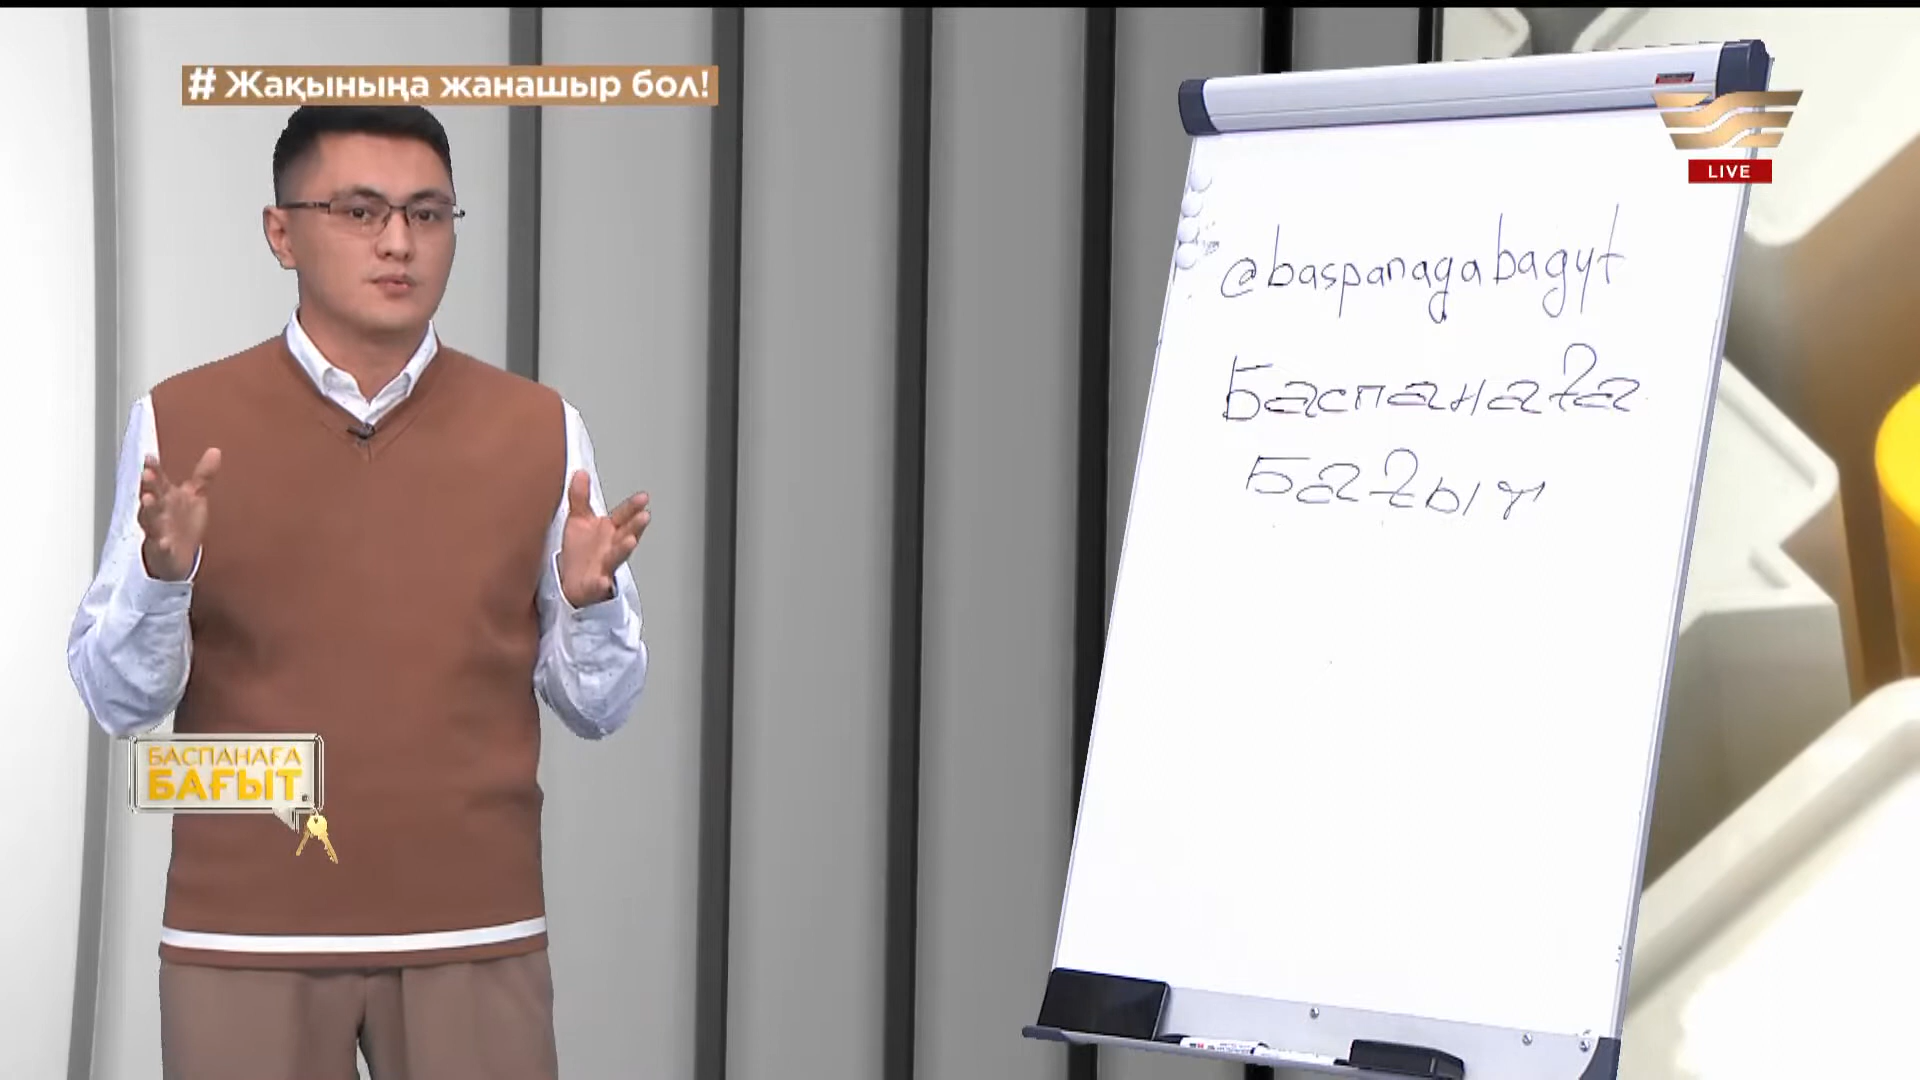 # Жақыныңа жанашыр бол!
LIVE
@baspanagabagyt
Баспанаға
Бағыт
БАСПАНАҒА
БАҒЫТ.